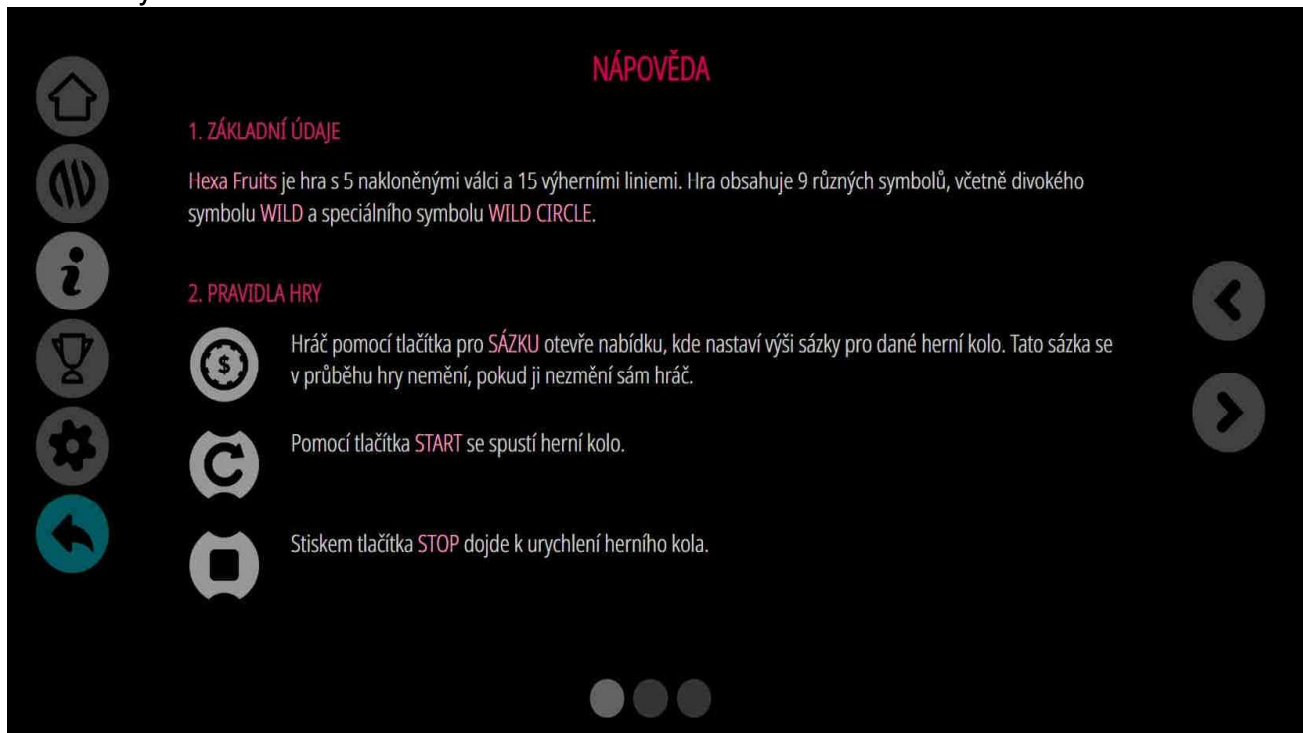 NÁPOVĚDA
1. ZÁKLADNÍ ÚDAJE
Hexa Fruits je hra s 5 nakloněnými válci a 15 výherními liniemi. Hra obsahuje 9 různých symbolů, včetně divokého
symbolu WILD a speciálního symbolu WILD CIRCLE.
2. PRAVIDLA HRY
Hráč pomocí tlačítka pro SÁZKU otevře nabídku, kde nastaví výši sázky pro dané herní kolo. Tato sázka se
v průběhu hry nemění, pokud ji nezmění sám hráč.
Pomocí tlačítka START se spustí herní kolo.
Stiskem tlačítka STOP dojde k urychlení herního kola.